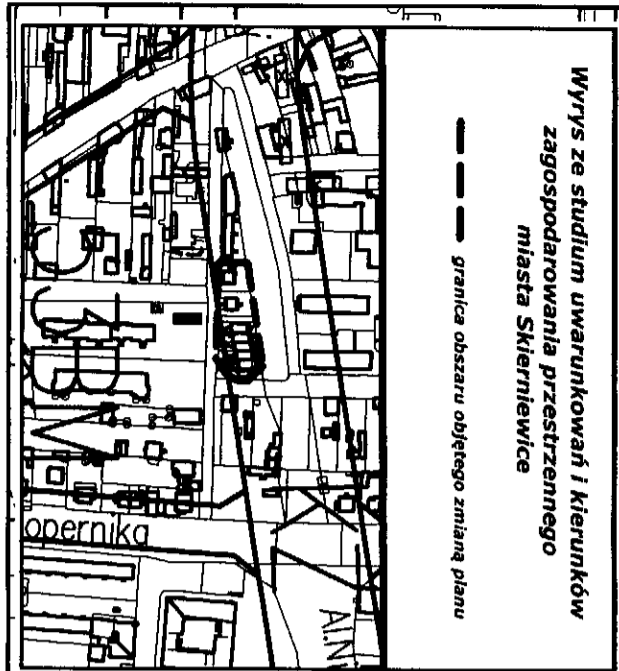 Wyrys ze studium uwarunkowań i kierunków
zagospodarowania przestrzennego
miasta Skierniewice
granica obszaru objętego zmianą planu
opernika
Al.N